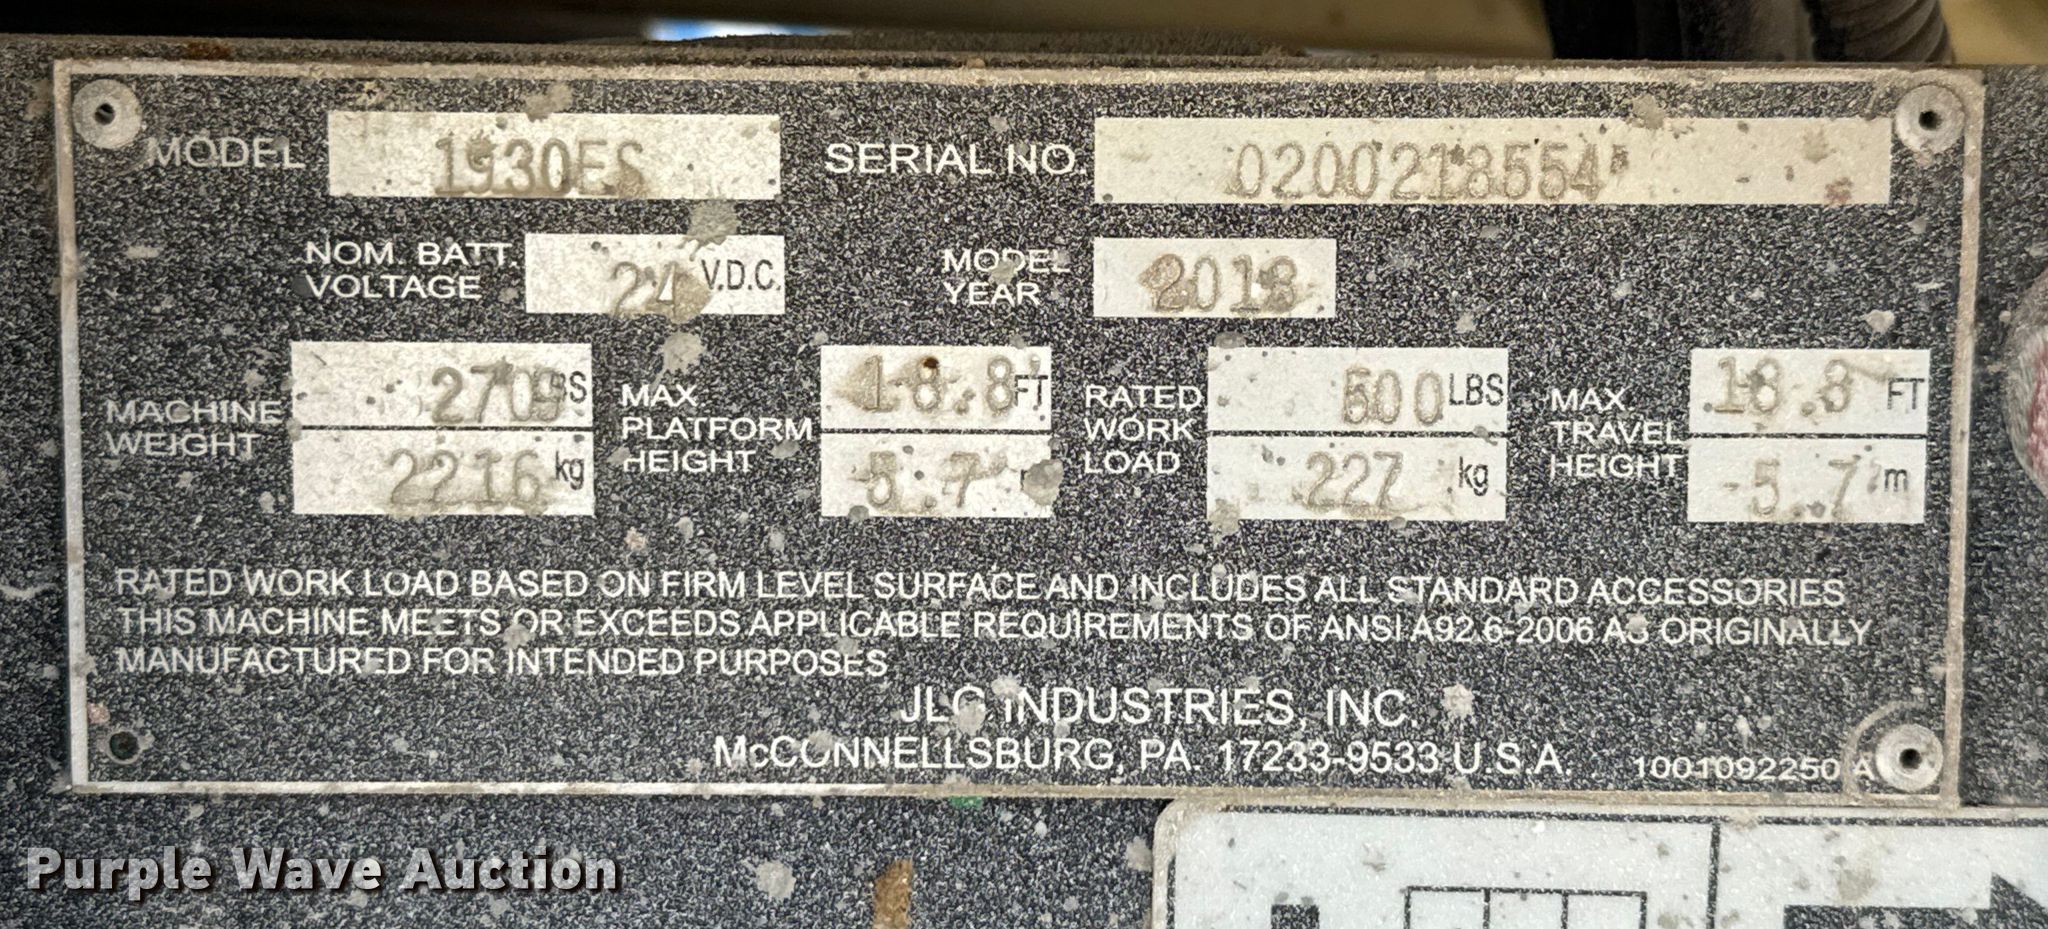 MODEL 1930ES SERIAL NO. 0200218554
NOM. BATT. VOLTAGE 24 V.D.C. MODEL YEAR 2013
MACHINE WEIGHT 2709 LBS 2216 kg MAX PLATFORM HEIGHT 18.8 FT 5.7 RATED WORK LOAD 500 LBS 227 kg MAX. TRAVEL HEIGHT 18.8 FT 5.7 m
RATED WORK LOAD BASED ON FIRM LEVEL SURFACE AND INCLUDES ALL STANDARD ACCESSORIES
THIS MACHINE MEETS OR EXCEEDS APPLICABLE REQUIREMENTS OF ANSI A92.6-2006 AS ORIGINALLY
MANUFACTURED FOR INTENDED PURPOSES
JLG INDUSTRIES, INC.
McCONNELLSBURG, PA. 17233-9533 U.S.A.
1001092250 A
Purple Wave Auction